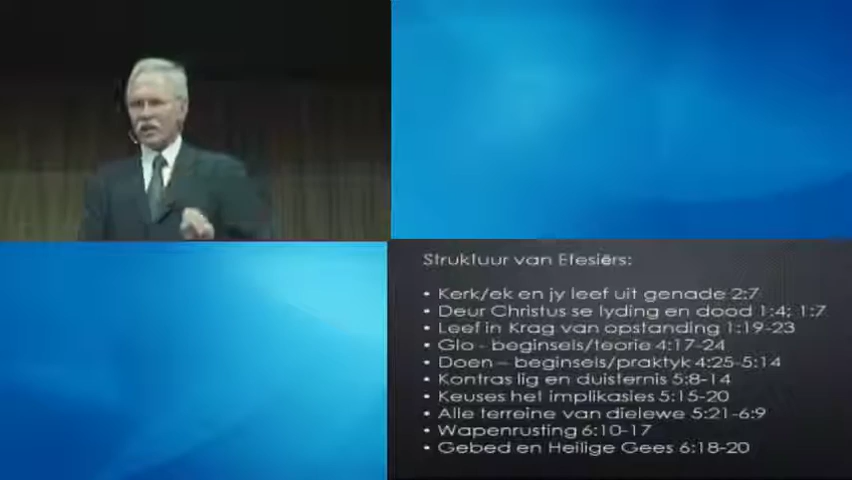 Struktuur van Efesiërs:
• Kerk/ek en jy leef uit genade 2:7
• Deur Christus se lyding en dood 1:4; 1:7
• Leef in Krag van opstanding 1:19-23
• Glo - beginsels/teorie 4:17-24
• Doen – beginsels/praktyk 4:25-5:14
• Kontras lig en duisternis 5:8-14
• Keuses het implikasies 5:15-20
• Alle terreine van dielewe 5:21-6:9
• Wapenrusting 6:10-17
• Gebed en Heilige Gees 6:18-20